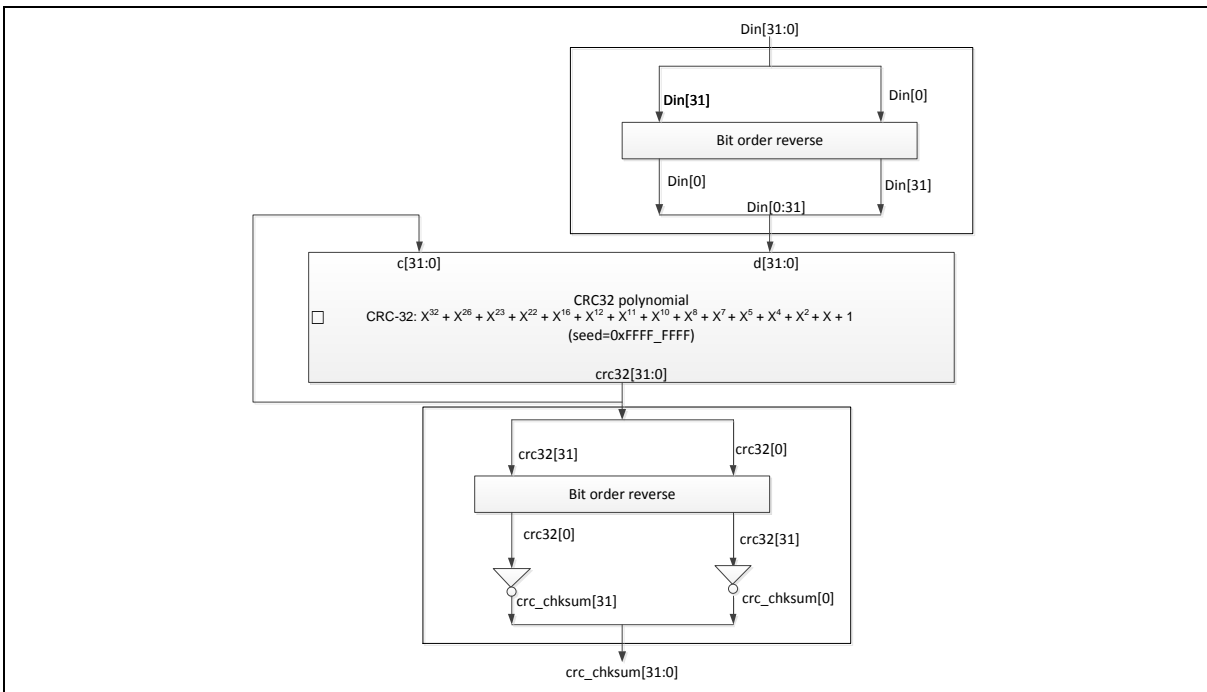 Din[31:0]
Din[31]
Din[0]
Bit order reverse
Din[0]
Din[31]
Din[0:31]
c[31:0]
d[31:0]
CRC32 polynomial
CRC-32: X³² + X²⁶ + X²³ + X²² + X¹⁶ + X¹² + X¹¹ + X¹⁰ + X⁸ + X⁷ + X⁵ + X⁴ + X² + X + 1
(seed=0xFFFF_FFFF)
crc32[31:0]
crc32[31]
crc32[0]
Bit order reverse
crc32[0]
crc32[31]
crc_chksum[31]
crc_chksum[0]
crc_chksum[31:0]